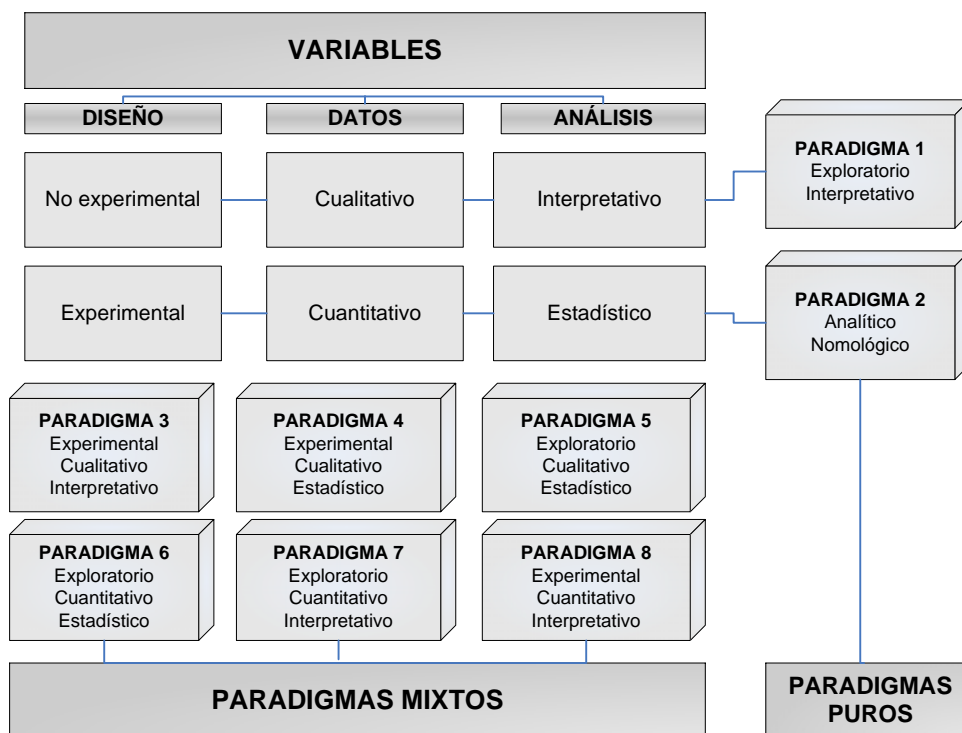 VARIABLES
DISEÑO
DATOS
ANÁLISIS
No experimental
Cualitativo
Interpretativo
PARADIGMA 1
Exploratorio
Interpretativo
Experimental
Cuantitativo
Estadístico
PARADIGMA 2
Analítico
Nomológico
PARADIGMA 3
Experimental
Cualitativo
Interpretativo
PARADIGMA 4
Experimental
Cualitativo
Estadístico
PARADIGMA 5
Exploratorio
Cualitativo
Estadístico
PARADIGMA 6
Exploratorio
Cuantitativo
Estadístico
PARADIGMA 7
Exploratorio
Cuantitativo
Interpretativo
PARADIGMA 8
Experimental
Cuantitativo
Interpretativo
PARADIGMAS MIXTOS
PARADIGMAS
PUROS